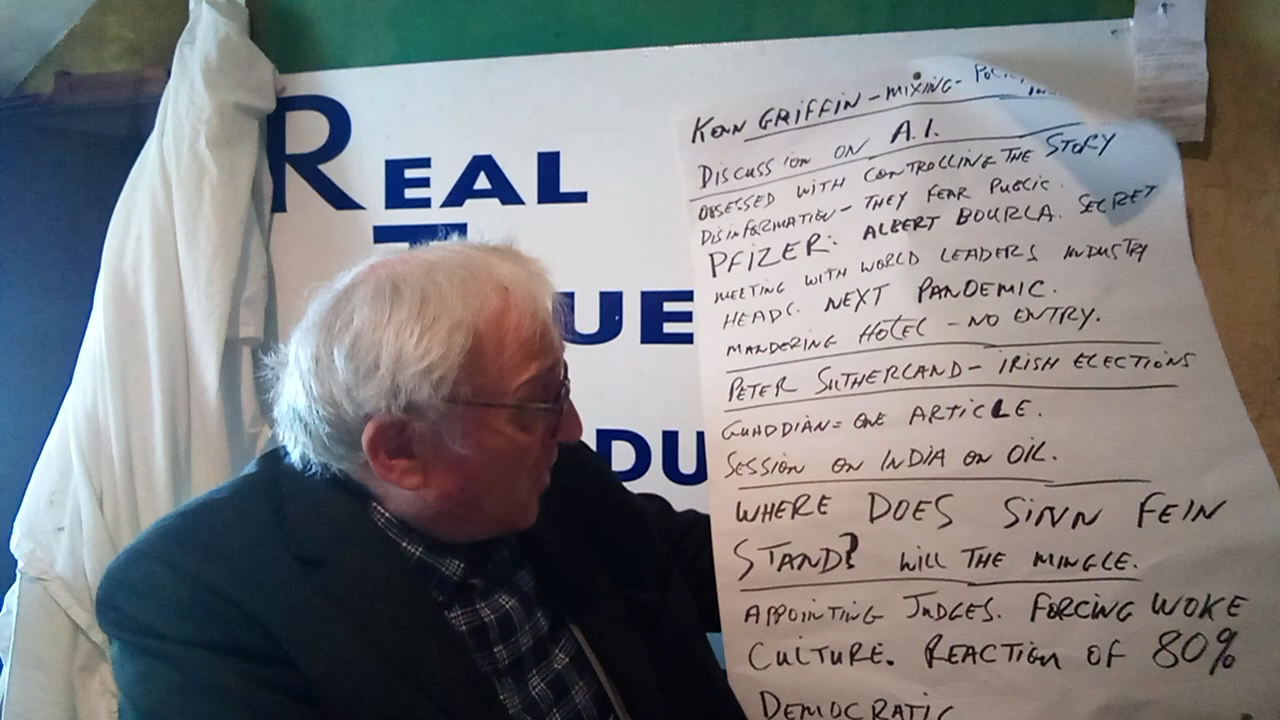 REAL
UE
DU
KEN GRIFFIN - MIXING -
DISCUSSION ON A.I.
OBSESSED WITH CONTROLLING THE STORY
DISINFORMATION - THEY FEAR PUBLIC.
PFIZER: ALBERT BOURLA. SECRET
MEETING WITH WORLD LEADERS INDUSTRY
HEADS. NEXT PANDEMIC.
MANDERING HOTEL - NO ENTRY.
PETER SUTHERLAND - IRISH ELECTIONS
GUARDIAN = ONE ARTICLE.
SESSION ON INDIA ON OIL.
WHERE DOES SINN FEIN
STAND? WILL THE MINGLE.
APPOINTING JUDGES. FORCING WOKE
CULTURE. REACTION OF 80%
DEMOCRATIC